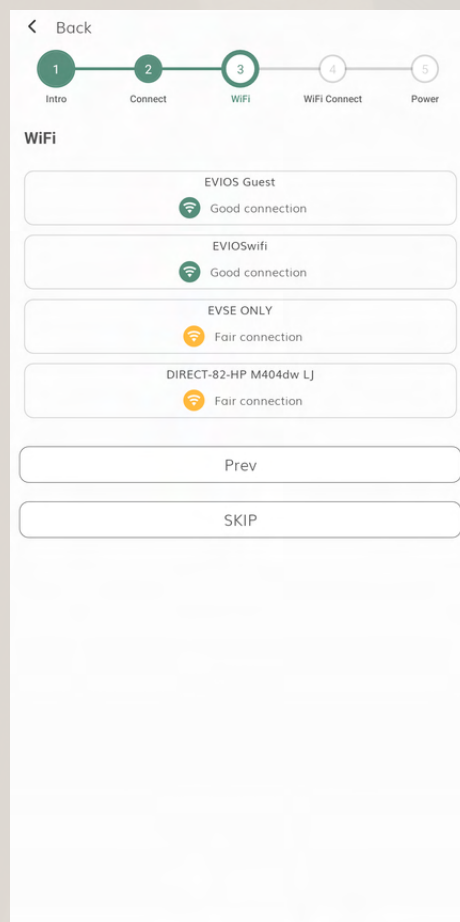 Back
1 2 3 4 5
Intro Connect WiFi WiFi Connect Power
WiFi
EVIOS Guest
Good connection
EVIOSwifi
Good connection
EVSE ONLY
Fair connection
DIRECT-82-HP M404dw LJ
Fair connection
Prev
SKIP